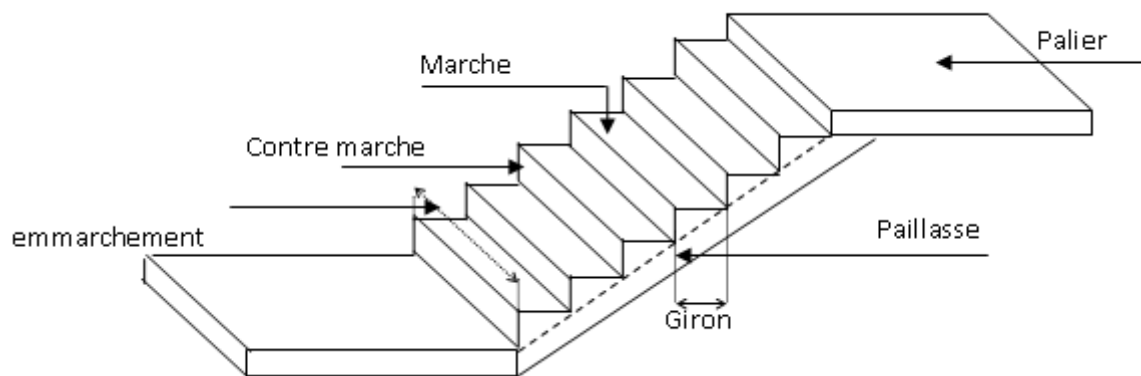 Palier
Marche
Contre marche
emmarchement
Paillasse
Giron